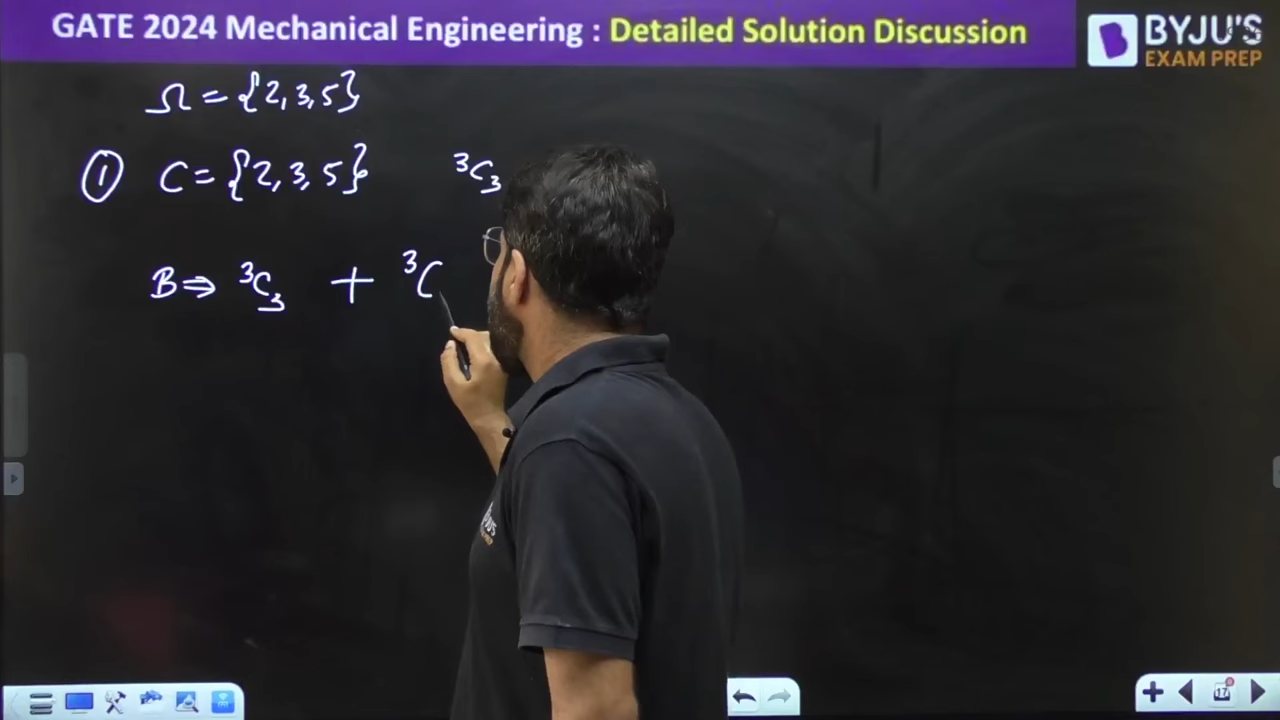 GATE 2024 Mechanical Engineering : Detailed Solution Discussion
BYJU'S
EXAM PREP
Ω = {2,3,5}
① C = {2,3,5} ³C₃
B ⇒ ³C₃ + ³C
17